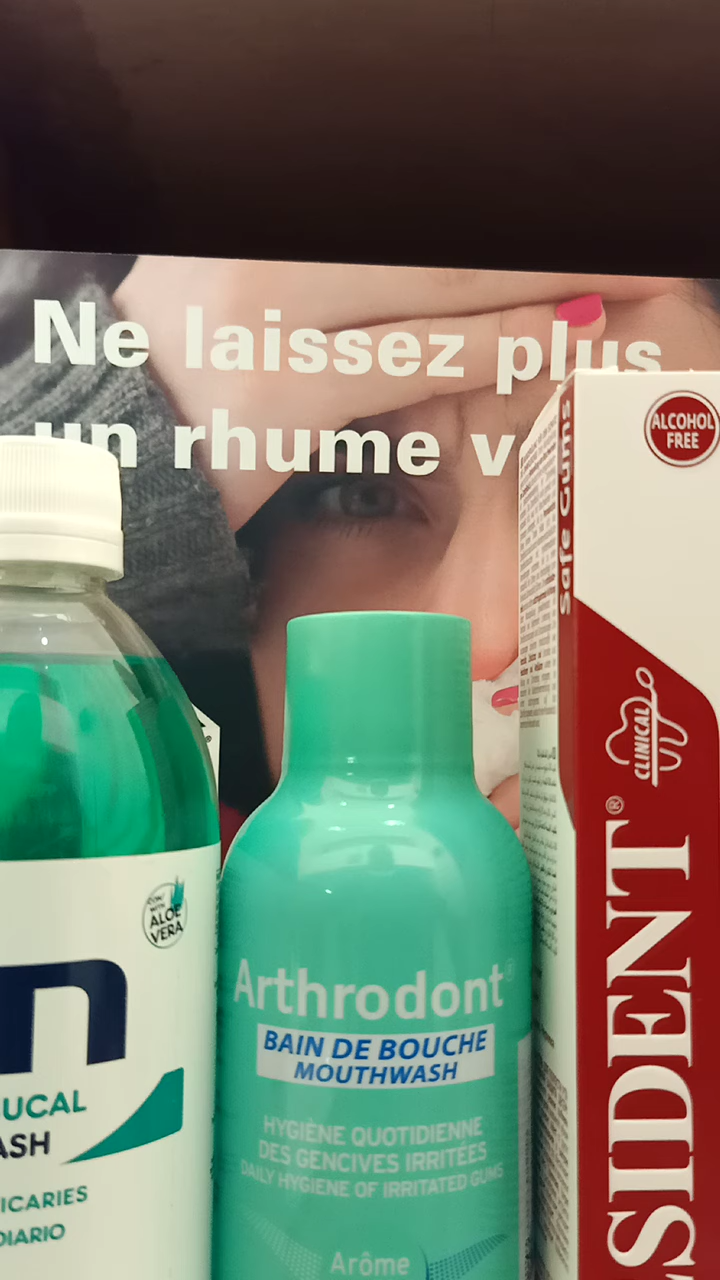 Ne laissez plus
un rhume v
ALCOHOL
FREE
Safe Gums
CLINICAL
SIDENT®
ALOE
VERA
n
UCAL
ASH
ICARIES
DIARIO
Arthrodont®
BAIN DE BOUCHE
MOUTHWASH
HYGIÈNE QUOTIDIENNE
DES GENCIVES IRRITÉES
DAILY HYGIENE OF IRRITATED GUMS
Arôme